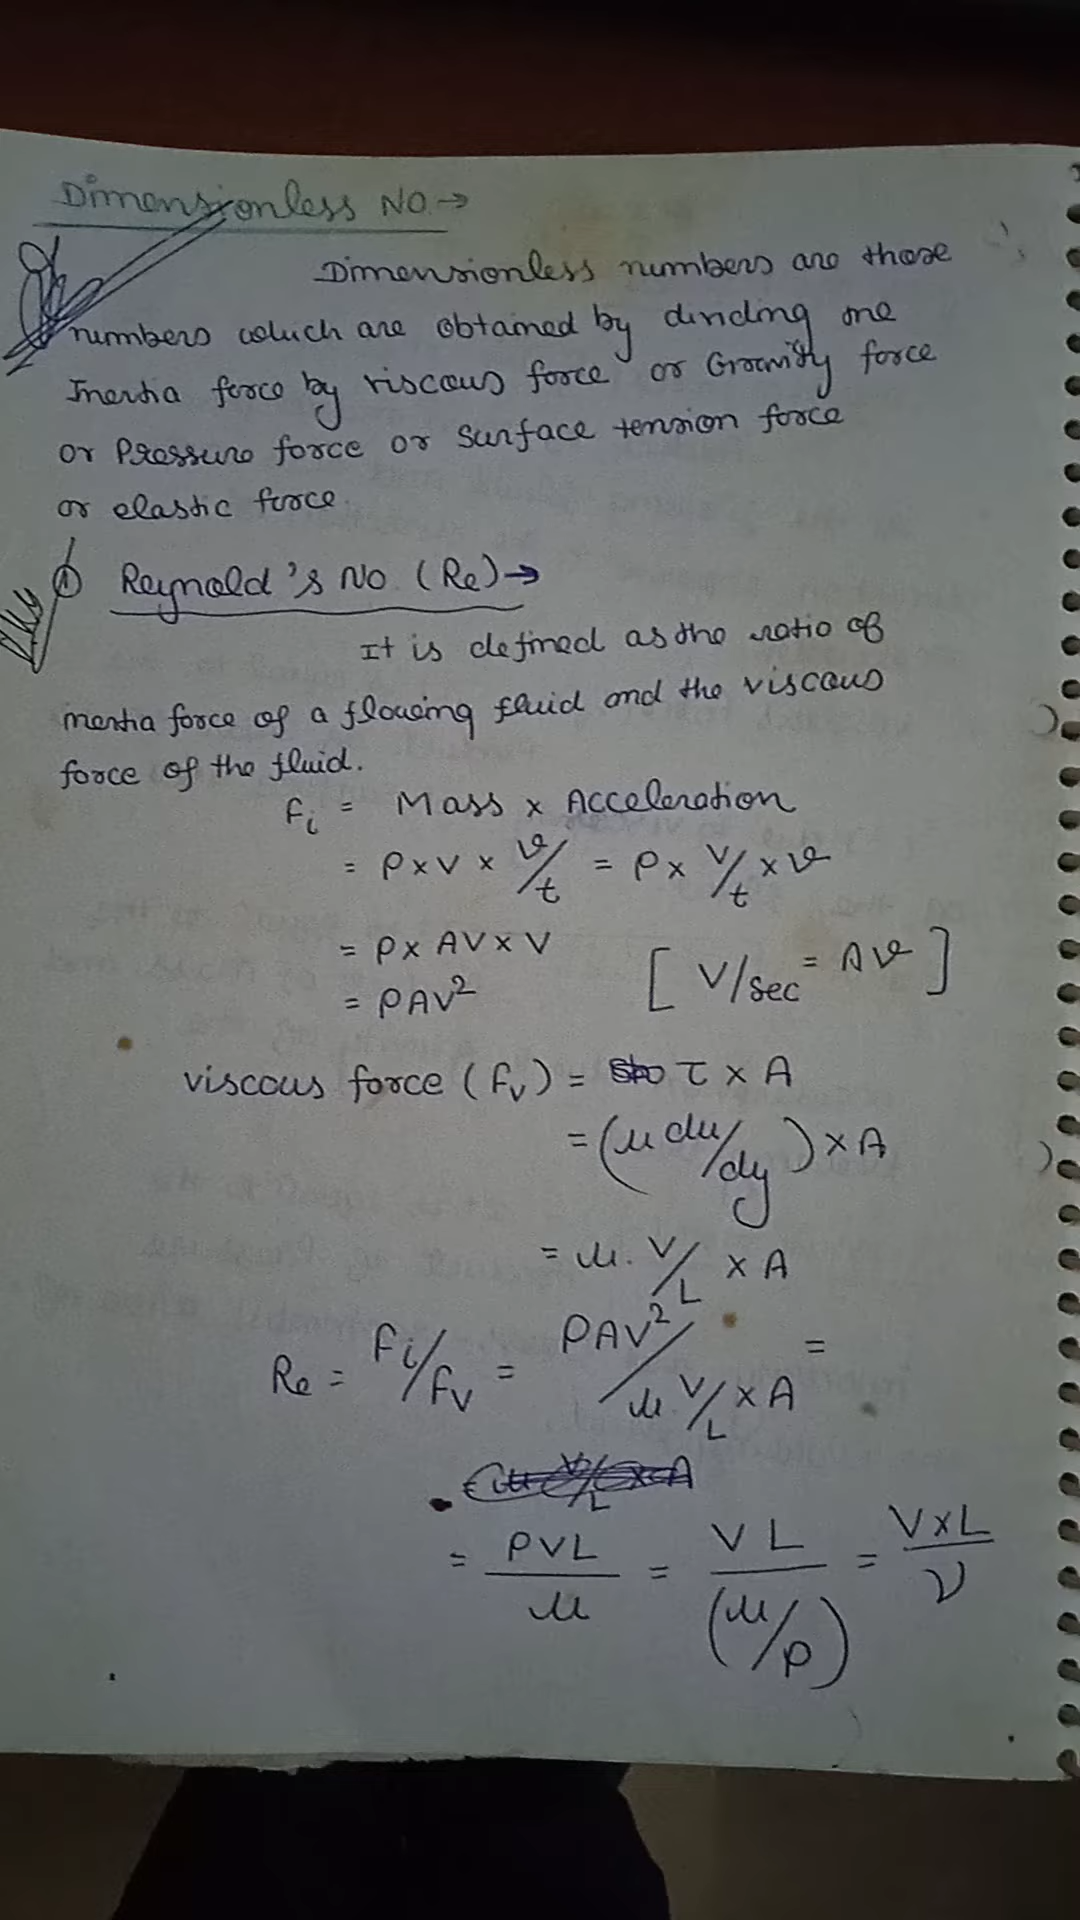 Dimensionless NO →
Dimensionless numbers are those
numbers which are obtained by dividing one
Inertia force by viscous force or Gravity force
or Pressure force or surface tension force
or elastic force.
① Reynold's No. (Re) →
It is defined as the ratio of
inertia force of a flowing fluid and the viscous
force of the fluid.
Fi = Mass × Acceleration
= ρ × V × v/t = ρ × V/t × v
= ρ × AV × V [ V/sec = Av ]
= ρAV²
viscous force (Fv) = τ × A
= (μ du/dy) × A
= μ. V/L × A
Re = Fi/Fv = ρAV² / μ V/L × A =
= ρVL/μ = VL/(μ/ρ) = V×L/ν